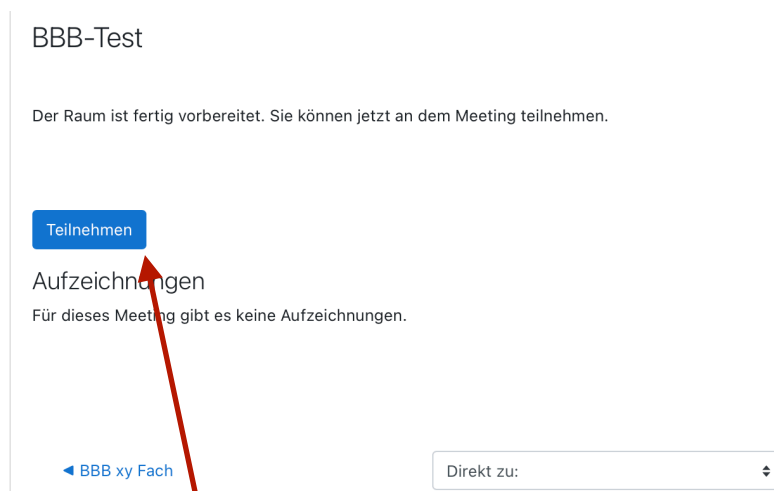 BBB-Test
Der Raum ist fertig vorbereitet. Sie können jetzt an dem Meeting teilnehmen.
Teilnehmen
Aufzeichnungen
Für dieses Meeting gibt es keine Aufzeichnungen.
◄ BBB xy Fach
Direkt zu: